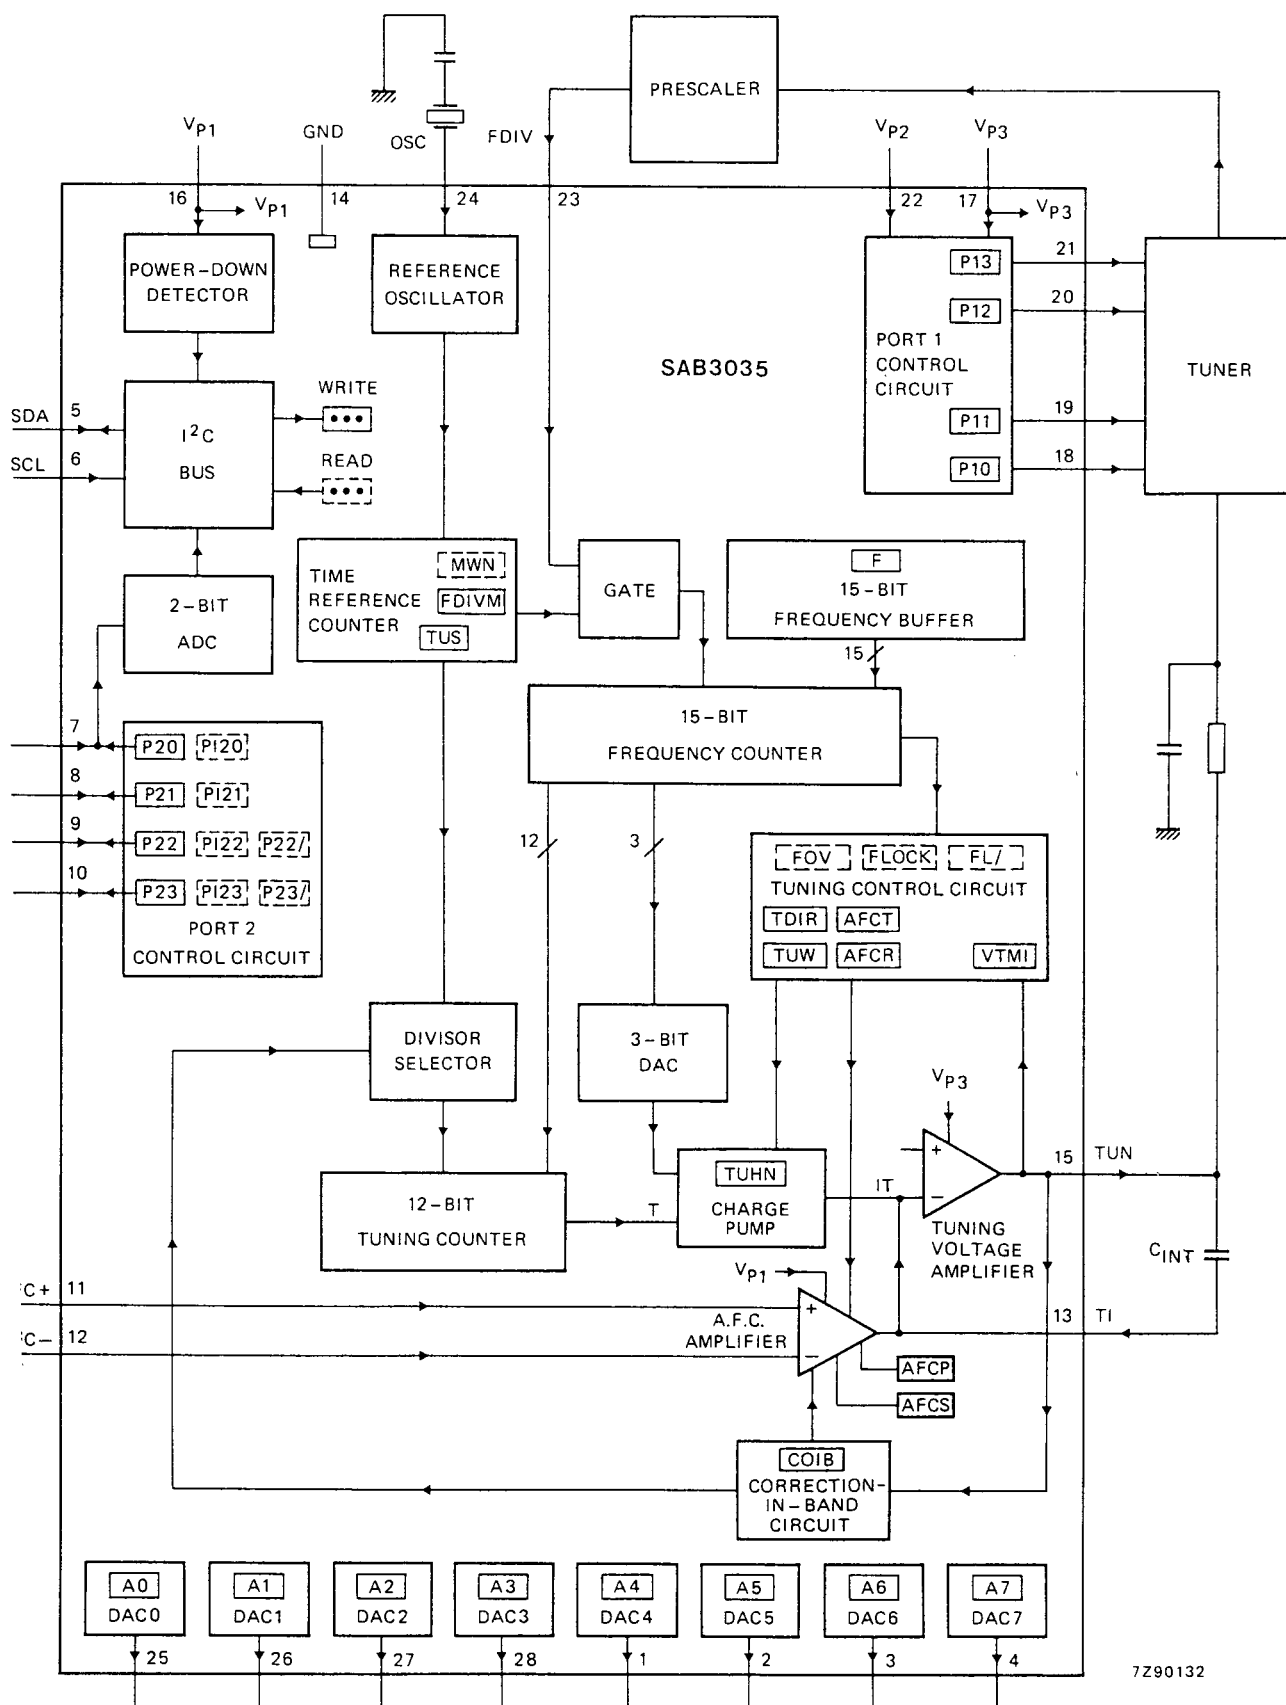 PRESCALER
VP1
GND
OSC
FDIV
VP2
VP3
16
VP1
14
24
23
22
17
VP3
POWER-DOWN
DETECTOR
REFERENCE
OSCILLATOR
P13
21
P12
20
PORT 1
CONTROL
CIRCUIT
P11
19
P10
18
TUNER
SAB3035
WRITE
SDA
5
I2C
BUS
SCL
6
READ
2-BIT
ADC
TIME
REFERENCE
COUNTER
MWN
FDIVM
TUS
GATE
F
15-BIT
FREQUENCY BUFFER
15
15-BIT
FREQUENCY COUNTER
7
P20 PI20
8
P21 PI21
9
P22 PI22 P22/
10
P23 PI23 P23/
PORT 2
CONTROL CIRCUIT
12
3
FOV FLOCK FL/
TUNING CONTROL CIRCUIT
TDIR AFCT
TUW AFCR VTMI
DIVISOR
SELECTOR
3-BIT
DAC
VP3
+
−
TUNING
VOLTAGE
AMPLIFIER
15 TUN
12-BIT
TUNING COUNTER
T
TUHN
CHARGE
PUMP
IT
CINT
VP1
C+
11
C−
12
A.F.C.
AMPLIFIER
+
−
13 TI
AFCP
AFCS
COIB
CORRECTION-
IN-BAND
CIRCUIT
A0
DAC0
A1
DAC1
A2
DAC2
A3
DAC3
A4
DAC4
A5
DAC5
A6
DAC6
A7
DAC7
25
26
27
28
1
2
3
4
7Z90132